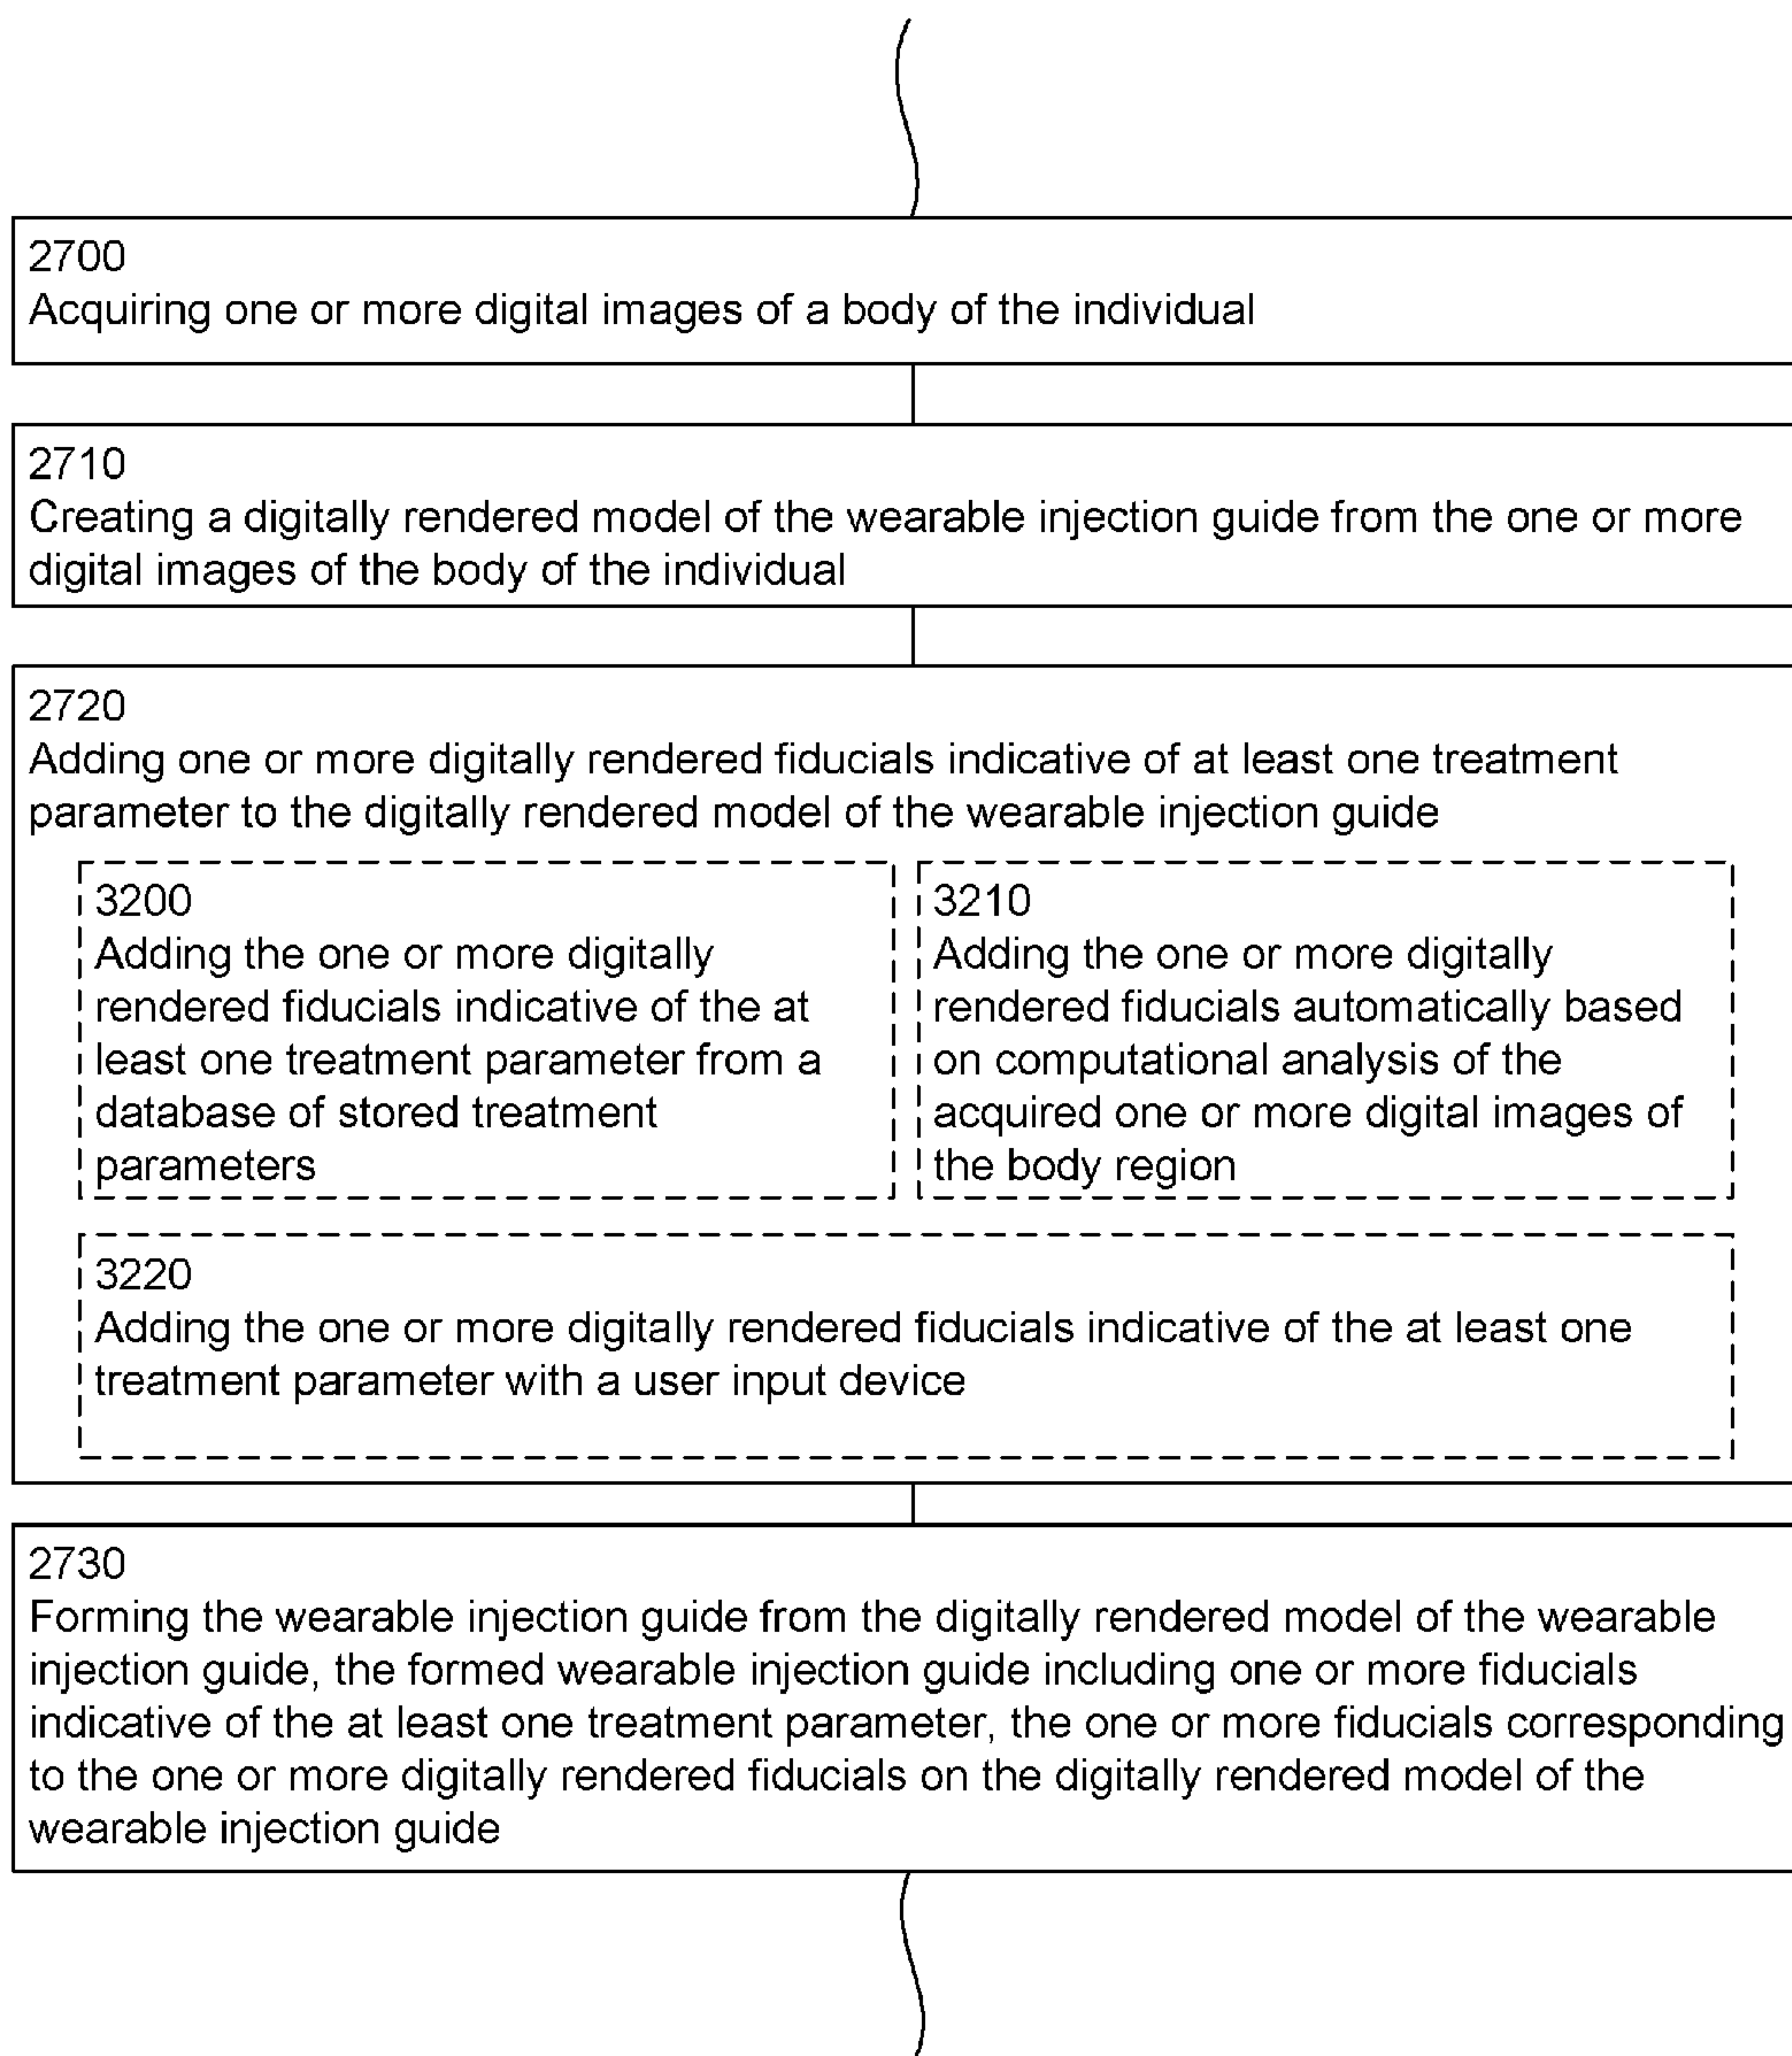 2700
Acquiring one or more digital images of a body of the individual
2710
Creating a digitally rendered model of the wearable injection guide from the one or more
digital images of the body of the individual
2720
Adding one or more digitally rendered fiducials indicative of at least one treatment
parameter to the digitally rendered model of the wearable injection guide
3200
Adding the one or more digitally
rendered fiducials indicative of the at
least one treatment parameter from a
database of stored treatment
parameters
3210
Adding the one or more digitally
rendered fiducials automatically based
on computational analysis of the
acquired one or more digital images of
the body region
3220
Adding the one or more digitally rendered fiducials indicative of the at least one
treatment parameter with a user input device
2730
Forming the wearable injection guide from the digitally rendered model of the wearable
injection guide, the formed wearable injection guide including one or more fiducials
indicative of the at least one treatment parameter, the one or more fiducials corresponding
to the one or more digitally rendered fiducials on the digitally rendered model of the
wearable injection guide